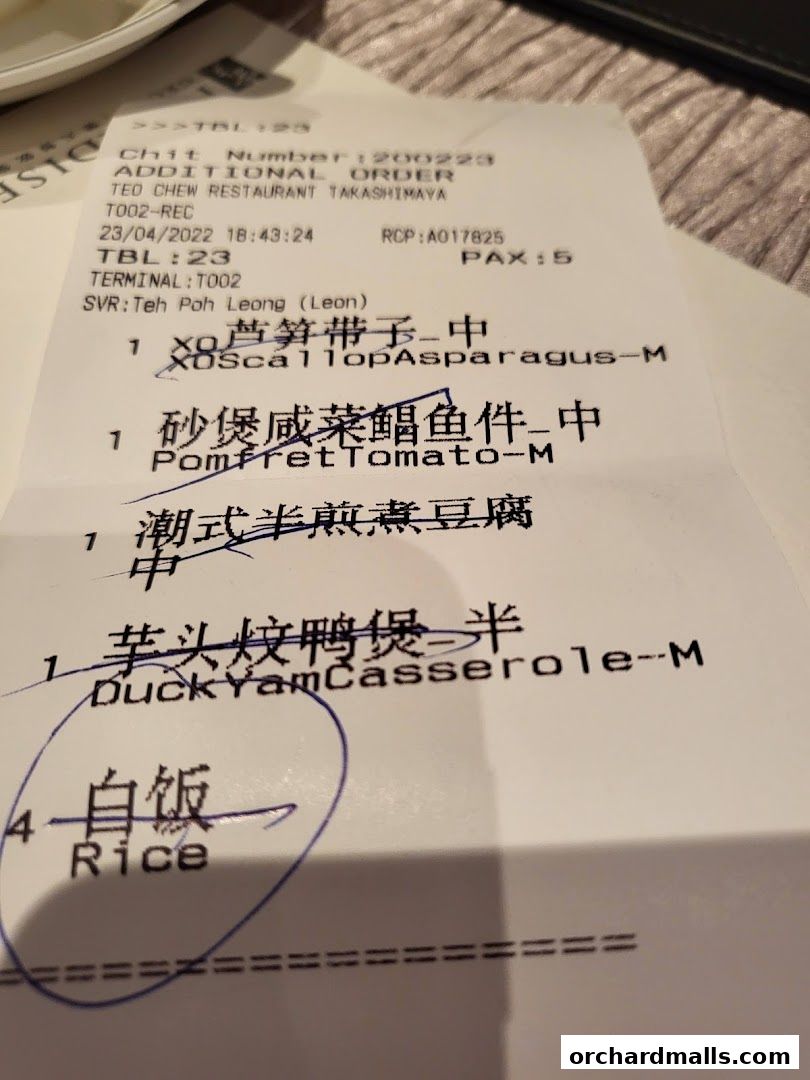 >>>TBL:23
Chit Number:200223
ADDITIONAL ORDER
TEO CHEW RESTAURANT TAKASHIMAYA
T002-REC
23/04/2022 18:43:24 RCP:A017825
TBL:23 PAX:5
TERMINAL:T002
SVR:Teh Poh Leong (Leon)
1 XO芦笋带子_中
XOScallopAsparagus-M
1 砂煲咸菜鲳鱼件_中
PomfretTomato-M
1 潮式半煎煮豆腐
中
1 芋头炆鸭煲_半
DuckYamCasserole-M
4 白饭
Rice
==============================
orchardmalls.com